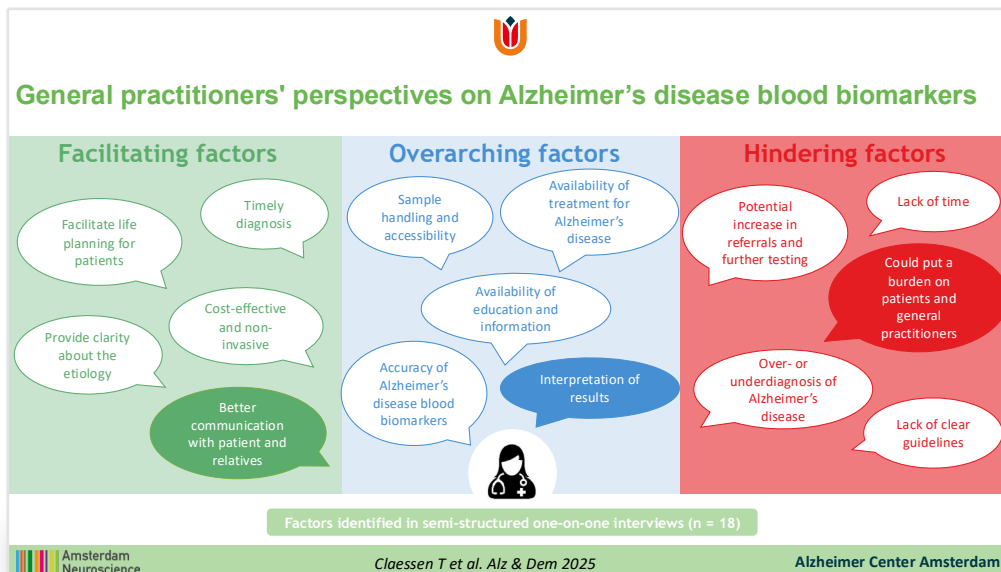 General practitioners' perspectives on Alzheimer's disease blood biomarkers
Facilitating factors
Timely
diagnosis
Facilitate life
planning for
patients
Cost-effective
and non-
invasive
Provide clarity
about the
etiology
Better
communication
with patient and
relatives
Overarching factors
Sample
handling and
accessibility
Availability of
treatment for
Alzheimer's
disease
Availability of
education and
information
Accuracy of
Alzheimer's
disease blood
biomarkers
Interpretation of
results
Hindering factors
Potential
increase in
referrals and
further testing
Lack of time
Could put a
burden on
patients and
general
practitioners
Over- or
underdiagnosis of
Alzheimer's
disease
Lack of clear
guidelines
Factors identified in semi-structured one-on-one interviews (n = 18)
Amsterdam
Neuroscience
Claessen T et al. Alz & Dem 2025
Alzheimer Center Amsterdam